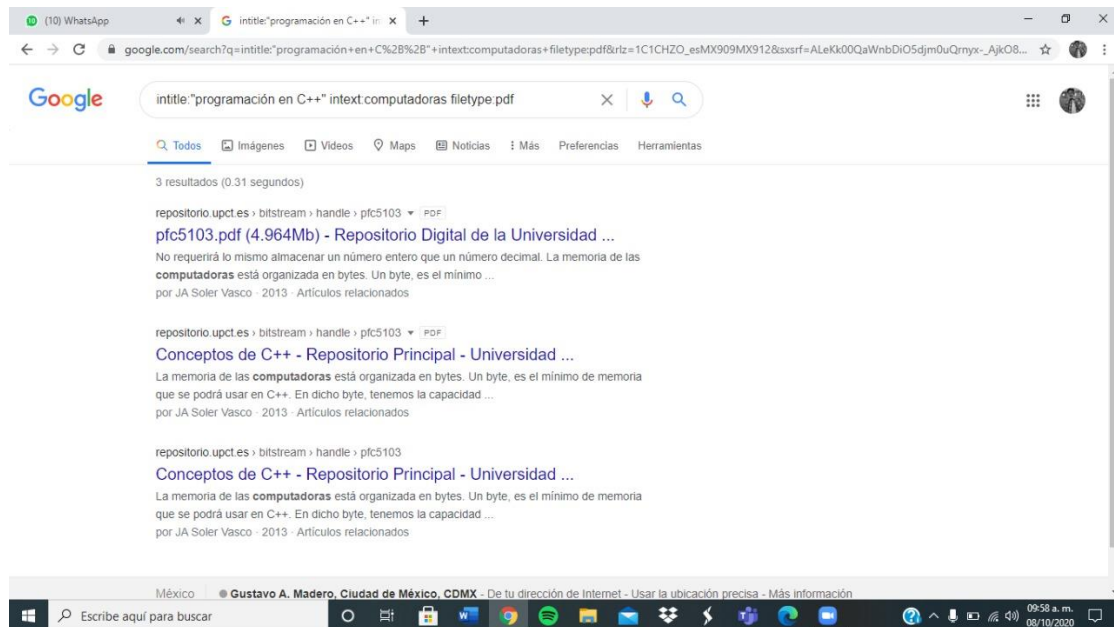 (10) WhatsApp
intitle:"programación en C++" in
google.com/search?q=intitle:"programación+en+C%2B%2B"+intext:computadoras+filetype:pdf&rlz=1C1CHZO_esMX909MX912&sxsrf=ALeKk00QaWnbDiO5djm0uQrnyx-_AjkO8...
Google
intitle:"programación en C++" intext:computadoras filetype:pdf
Todos Imágenes Videos Maps Noticias Más Preferencias Herramientas
3 resultados (0.31 segundos)
repositorio.upct.es › bitstream › handle › pfc5103 PDF
pfc5103.pdf (4.964Mb) - Repositorio Digital de la Universidad ...
No requerirá lo mismo almacenar un número entero que un número decimal. La memoria de las
computadoras está organizada en bytes. Un byte, es el mínimo ...
por JA Soler Vasco · 2013 · Artículos relacionados
repositorio.upct.es › bitstream › handle › pfc5103 PDF
Conceptos de C++ - Repositorio Principal - Universidad ...
La memoria de las computadoras está organizada en bytes. Un byte, es el mínimo de memoria
que se podrá usar en C++. En dicho byte, tenemos la capacidad ...
por JA Soler Vasco · 2013 · Artículos relacionados
repositorio.upct.es › bitstream › handle › pfc5103
Conceptos de C++ - Repositorio Principal - Universidad ...
La memoria de las computadoras está organizada en bytes. Un byte, es el mínimo de memoria
que se podrá usar en C++. En dicho byte, tenemos la capacidad ...
por JA Soler Vasco · 2013 · Artículos relacionados
México Gustavo A. Madero, Ciudad de México, CDMX - De tu dirección de Internet - Usar la ubicación precisa - Más información
Escribe aquí para buscar
09:58 a. m.
08/10/2020